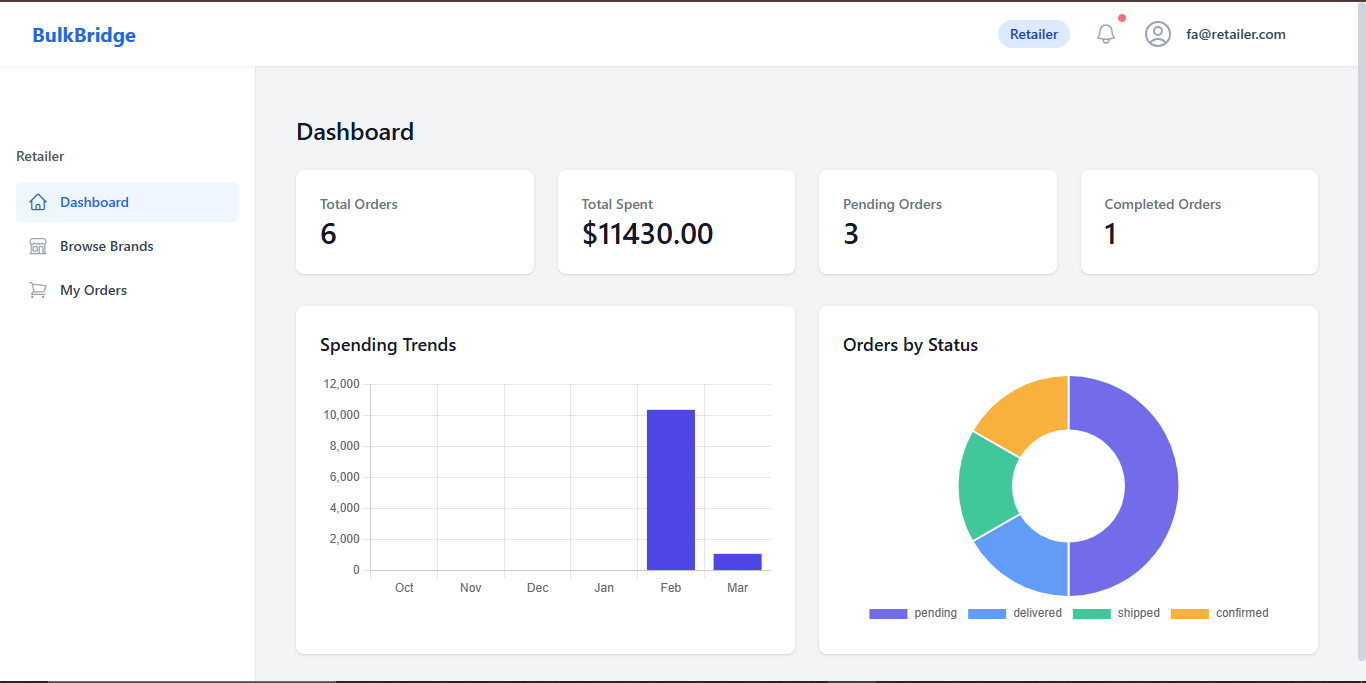 BulkBridge
Retailer
fa@retailer.com
Retailer
Dashboard
Browse Brands
My Orders
Dashboard
Total Orders
6
Total Spent
$11430.00
Pending Orders
3
Completed Orders
1
Spending Trends
12,000
10,000
8,000
6,000
4,000
2,000
0
Oct Nov Dec Jan Feb Mar
Orders by Status
pending delivered shipped confirmed